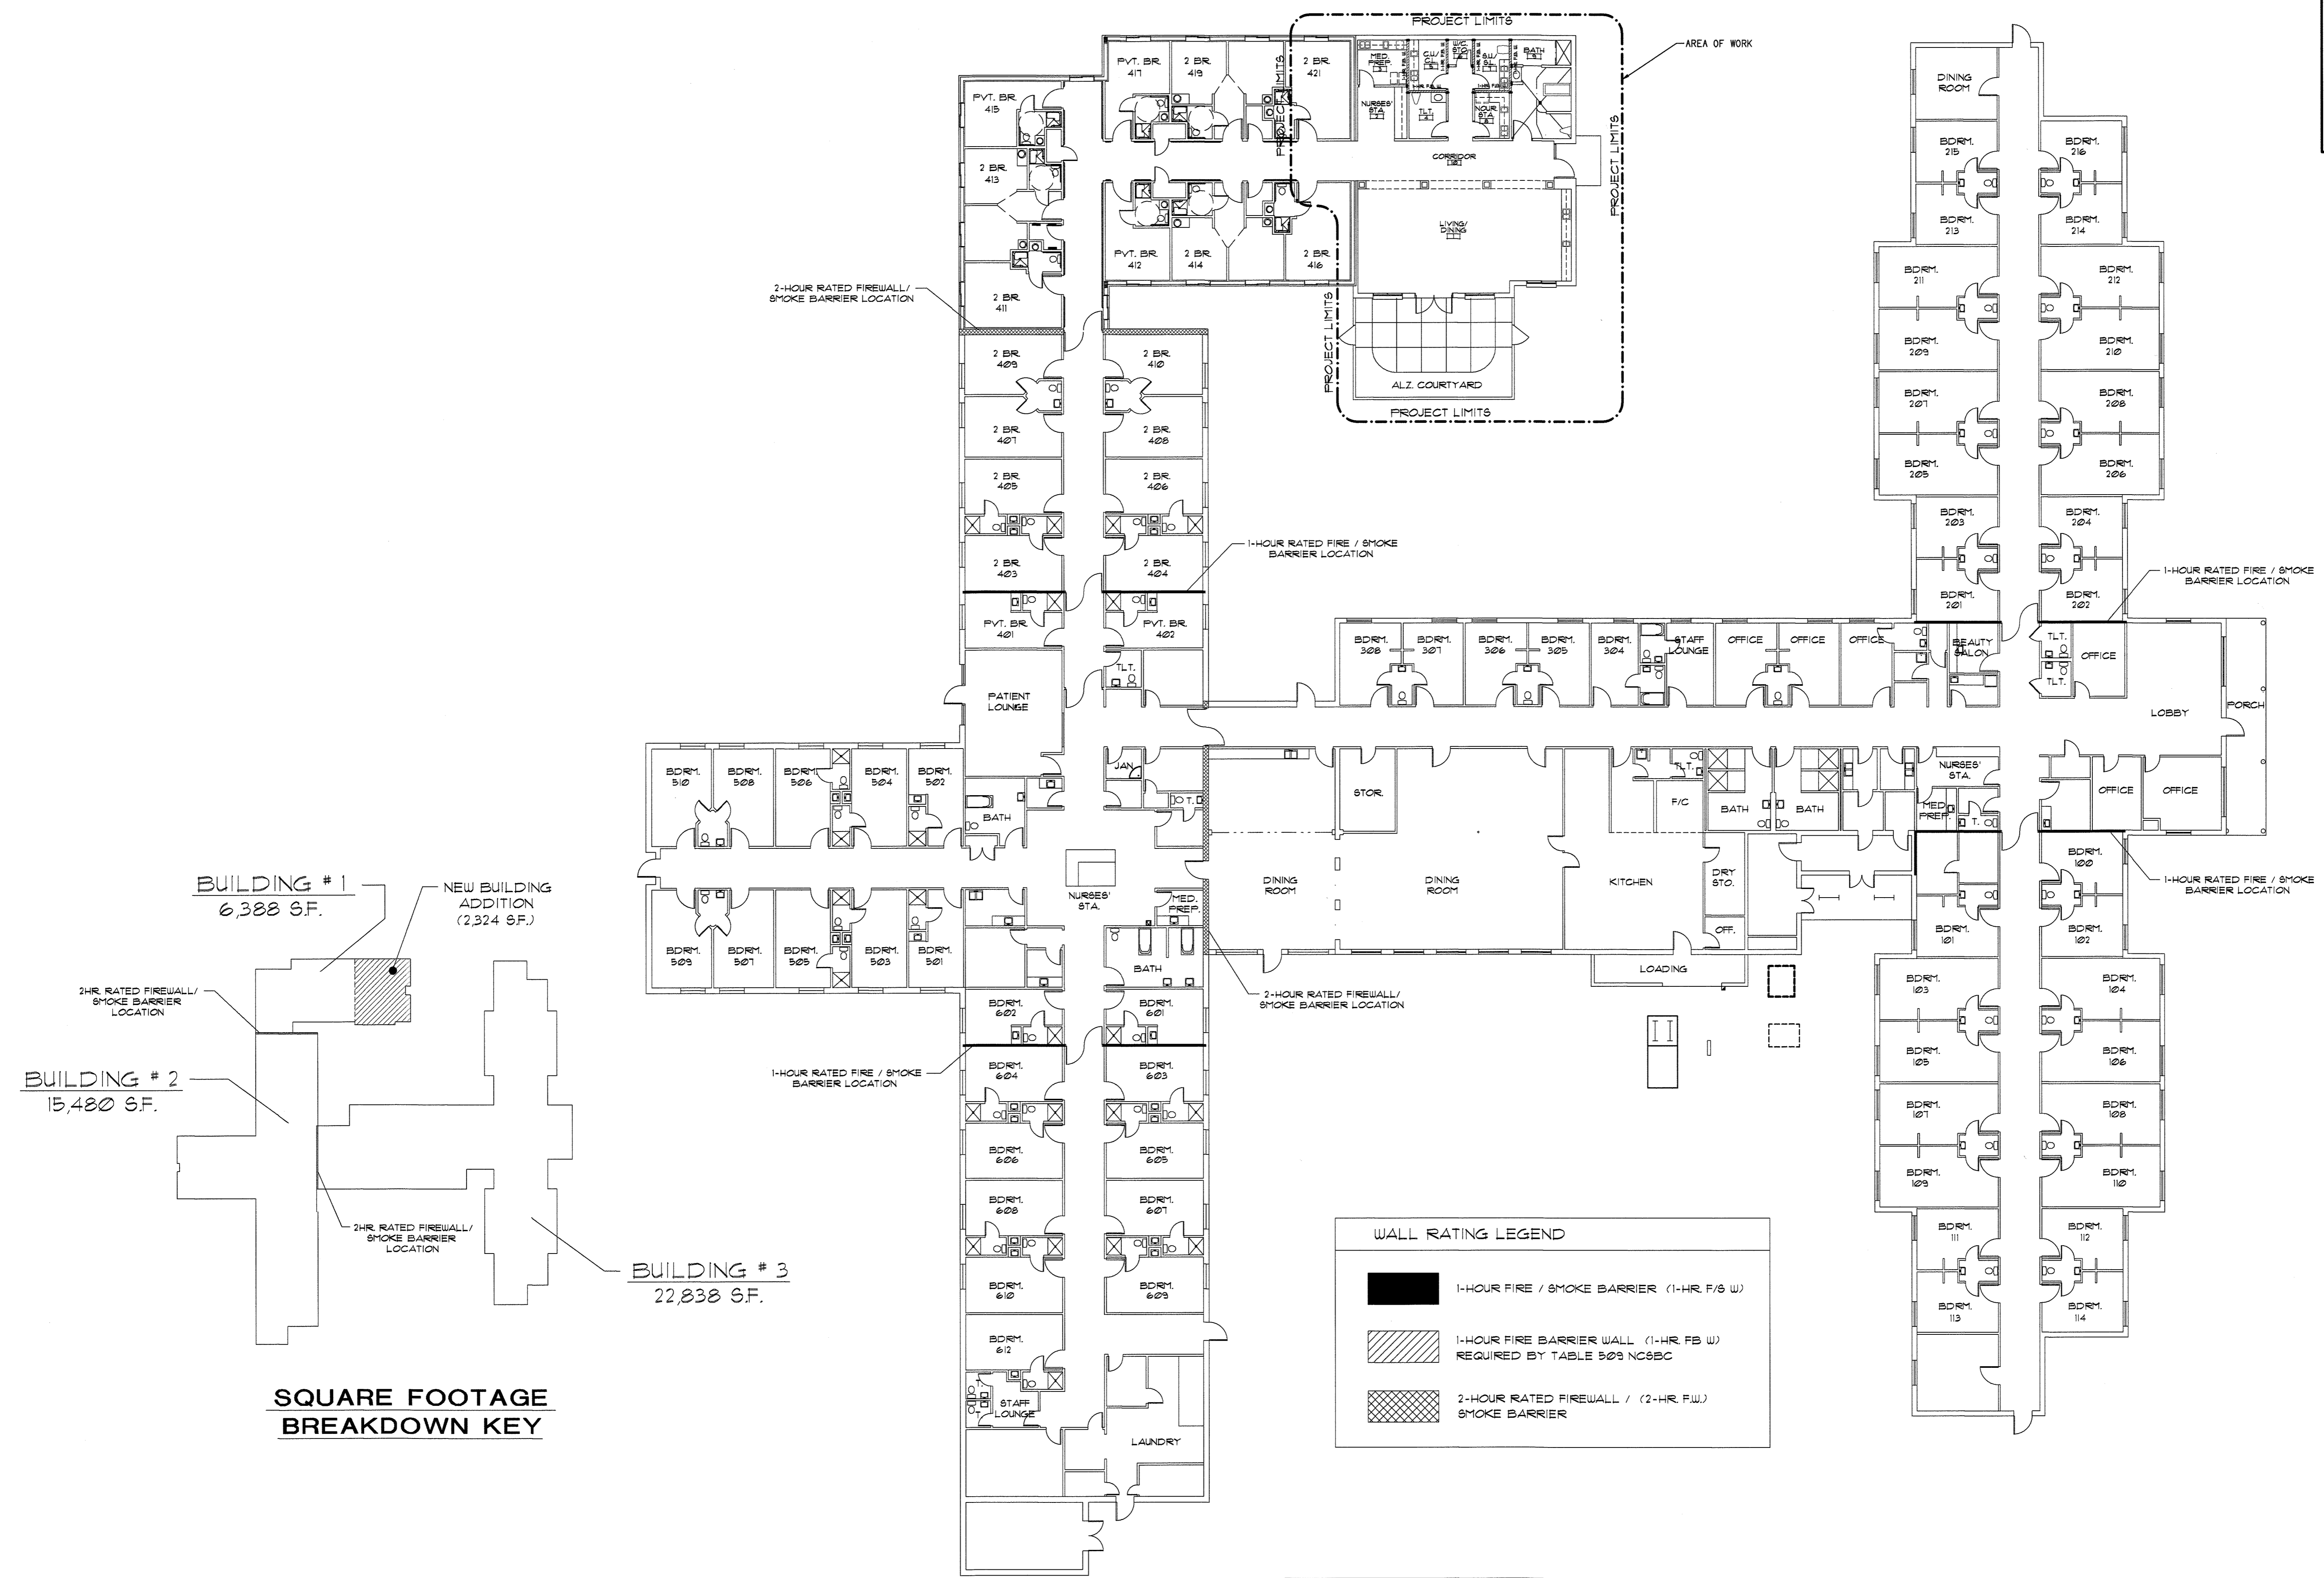 PROJECT LIMITS
AREA OF WORK
PROJECT LIMITS
PROJECT LIMITS
PROJECT LIMITS
PROJECT LIMITS
PVT. BR.
417
2 BR.
419
2 BR.
421
MED.
PREP.
BATH
NURSES'
STA.
TLT.
NOUR.
STA.
CORRIDOR
LIVING/
DINING
ALZ. COURTYARD
PVT. BR.
415
2 BR.
413
2 BR.
411
PVT. BR.
412
2 BR.
414
2 BR.
416
2-HOUR RATED FIREWALL/
SMOKE BARRIER LOCATION
2 BR.
409
2 BR.
410
2 BR.
407
2 BR.
408
2 BR.
405
2 BR.
406
2 BR.
403
2 BR.
404
1-HOUR RATED FIRE / SMOKE
BARRIER LOCATION
PVT. BR.
401
PVT. BR.
402
TLT.
PATIENT
LOUNGE
JAN.
T.
BATH
NURSES'
STA.
MED.
PREP.
BATH
BDRM.
510
BDRM.
508
BDRM.
506
BDRM.
504
BDRM.
502
BDRM.
509
BDRM.
507
BDRM.
505
BDRM.
503
BDRM.
501
BDRM.
602
BDRM.
601
2-HOUR RATED FIREWALL/
SMOKE BARRIER LOCATION
1-HOUR RATED FIRE / SMOKE
BARRIER LOCATION
BDRM.
604
BDRM.
603
BDRM.
606
BDRM.
605
BDRM.
608
BDRM.
607
BDRM.
610
BDRM.
609
BDRM.
612
T.
T.
STAFF
LOUNGE
LAUNDRY
BDRM.
308
BDRM.
307
BDRM.
306
BDRM.
305
BDRM.
304
STAFF
LOUNGE
OFFICE
OFFICE
OFFICE
BEAUTY
SALON
TLT.
TLT.
OFFICE
LOBBY
PORCH
STOR.
DINING
ROOM
DINING
ROOM
KITCHEN
TLT.
F/C
DRY
STO.
OFF.
BATH
BATH
LOADING
NURSES'
STA.
MED.
PREP.
T.
OFFICE
OFFICE
DINING
ROOM
BDRM.
215
BDRM.
216
BDRM.
213
BDRM.
214
BDRM.
211
BDRM.
212
BDRM.
209
BDRM.
210
BDRM.
207
BDRM.
208
BDRM.
205
BDRM.
206
BDRM.
203
BDRM.
204
BDRM.
201
BDRM.
202
1-HOUR RATED FIRE / SMOKE
BARRIER LOCATION
BDRM.
100
1-HOUR RATED FIRE / SMOKE
BARRIER LOCATION
BDRM.
101
BDRM.
102
BDRM.
103
BDRM.
104
BDRM.
105
BDRM.
106
BDRM.
107
BDRM.
108
BDRM.
109
BDRM.
110
BDRM.
111
BDRM.
112
BDRM.
113
BDRM.
114
BUILDING # 1
6,388 S.F.
NEW BUILDING
ADDITION
(2,324 S.F.)
2HR. RATED FIREWALL/
SMOKE BARRIER
LOCATION
BUILDING # 2
15,480 S.F.
2HR. RATED FIREWALL/
SMOKE BARRIER
LOCATION
BUILDING # 3
22,838 S.F.
SQUARE FOOTAGE
BREAKDOWN KEY
WALL RATING LEGEND
1-HOUR FIRE / SMOKE BARRIER (1-HR. F/S W)
1-HOUR FIRE BARRIER WALL (1-HR. FB W)
REQUIRED BY TABLE 509 NCSBC
2-HOUR RATED FIREWALL / (2-HR. F.W.)
SMOKE BARRIER